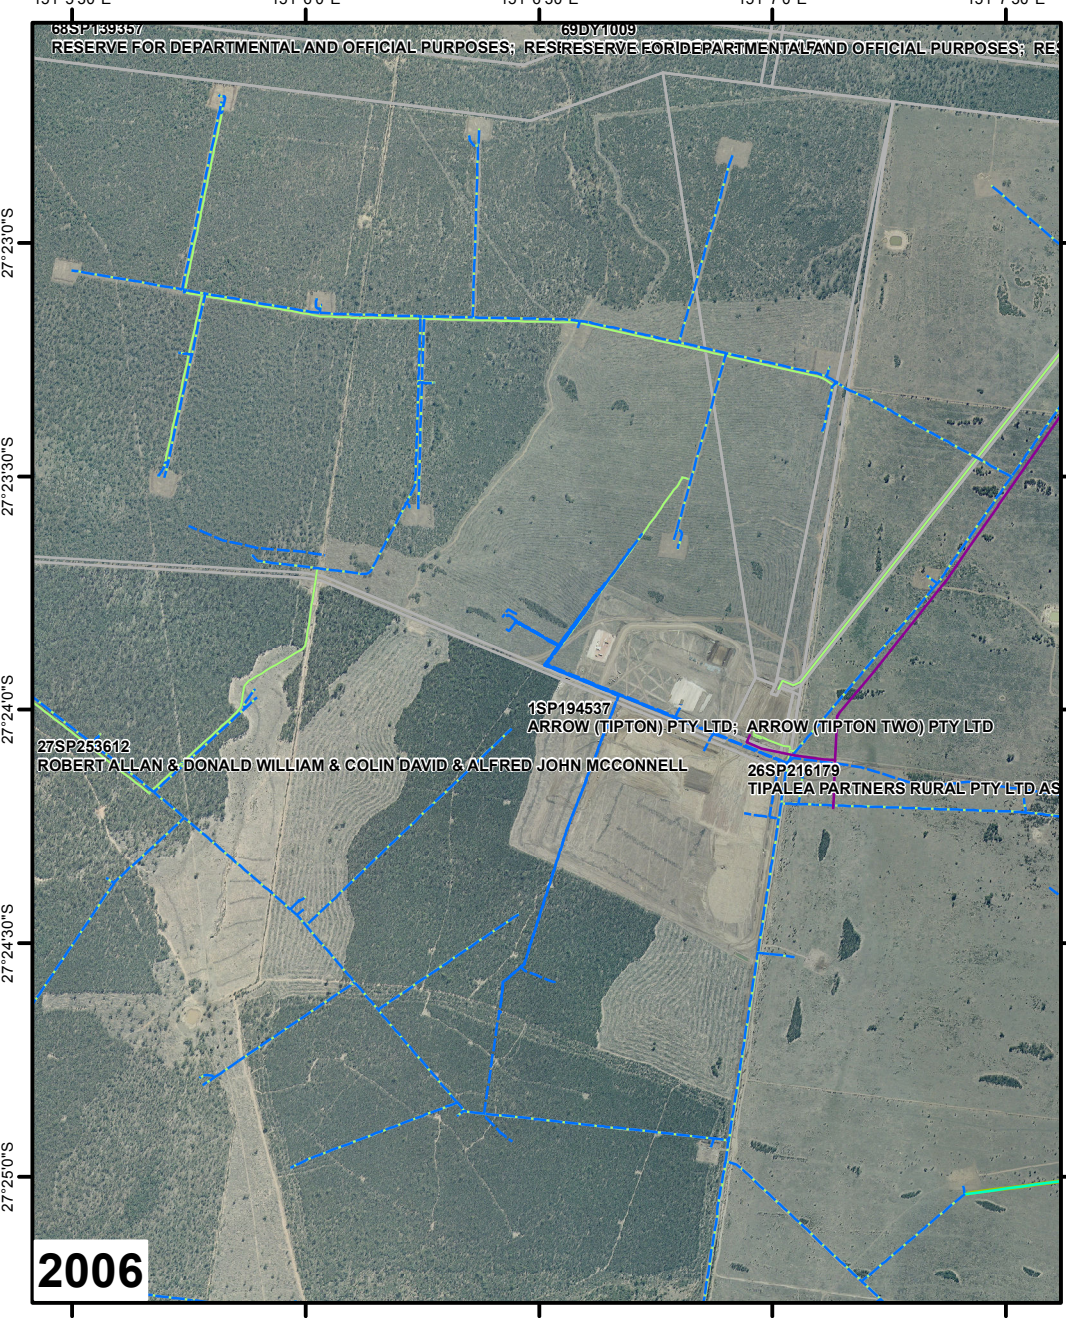 68SP139357
RESERVE FOR DEPARTMENTAL AND OFFICIAL PURPOSES;
69DY1009
RESERVE FOR DEPARTMENTAL AND OFFICIAL PURPOSES; RES
27°23'0"S
27°23'30"S
27°24'0"S
27°24'30"S
27°25'0"S
1SP194537
ARROW (TIPTON) PTY LTD; ARROW (TIPTON TWO) PTY LTD
27SP253612
ROBERT ALLAN & DONALD WILLIAM & COLIN DAVID & ALFRED JOHN MCCONNELL
26SP216179
TIPALEA PARTNERS RURAL PTY LTD AS
2006